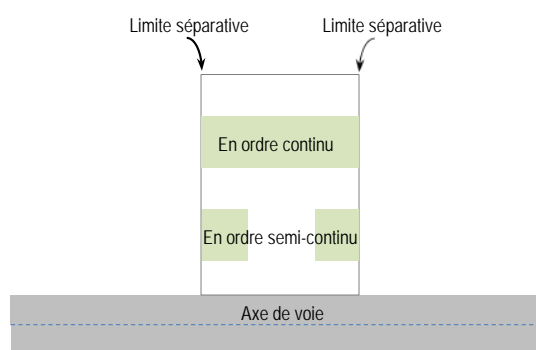 Limite séparative
Limite séparative
En ordre continu
En ordre semi-continu
Axe de voie